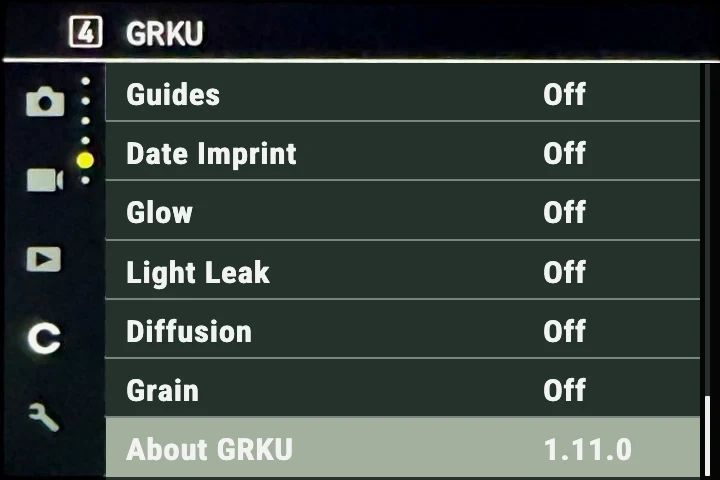 4 GRKU
Guides Off
Date Imprint Off
Glow Off
Light Leak Off
Diffusion Off
Grain Off
About GRKU 1.11.0
C